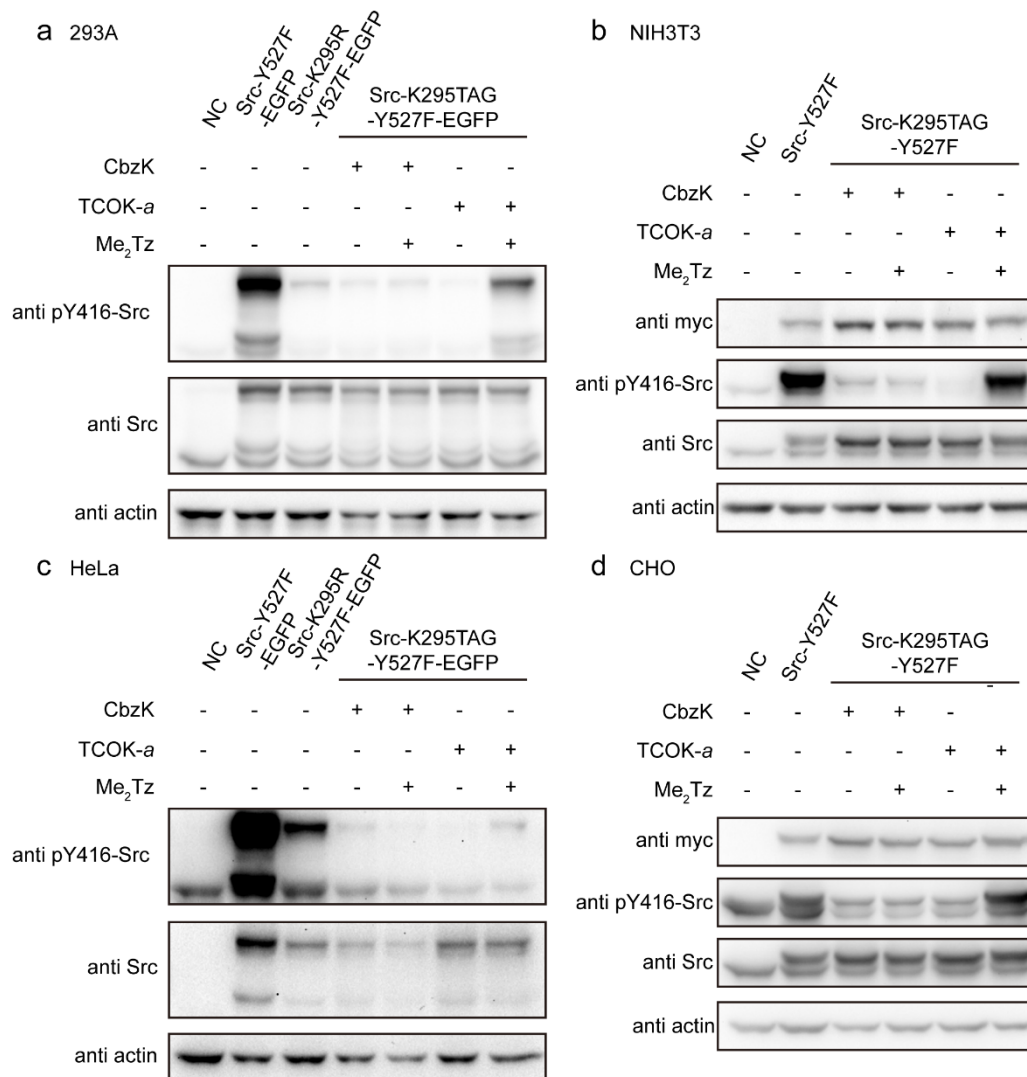 a 293A
NC
Src-Y527F
-EGFP
Src-K295R
-Y527F-EGFP
Src-K295TAG
-Y527F-EGFP
CbzK - - - + + - -
TCOK-a - - - - - + +
Me2Tz - - - - + - +
anti pY416-Src
anti Src
anti actin
b NIH3T3
NC
Src-Y527F
Src-K295TAG
-Y527F
CbzK - - + + - -
TCOK-a - - - - + +
Me2Tz - - - + - +
anti myc
anti pY416-Src
anti Src
anti actin
c HeLa
NC
Src-Y527F
-EGFP
Src-K295R
-Y527F-EGFP
Src-K295TAG
-Y527F-EGFP
CbzK - - - + + - -
TCOK-a - - - - - + +
Me2Tz - - - - + - +
anti pY416-Src
anti Src
anti actin
d CHO
NC
Src-Y527F
Src-K295TAG
-Y527F
-
CbzK - - + + -
TCOK-a - - - - + +
Me2Tz - - - + - +
anti myc
anti pY416-Src
anti Src
anti actin